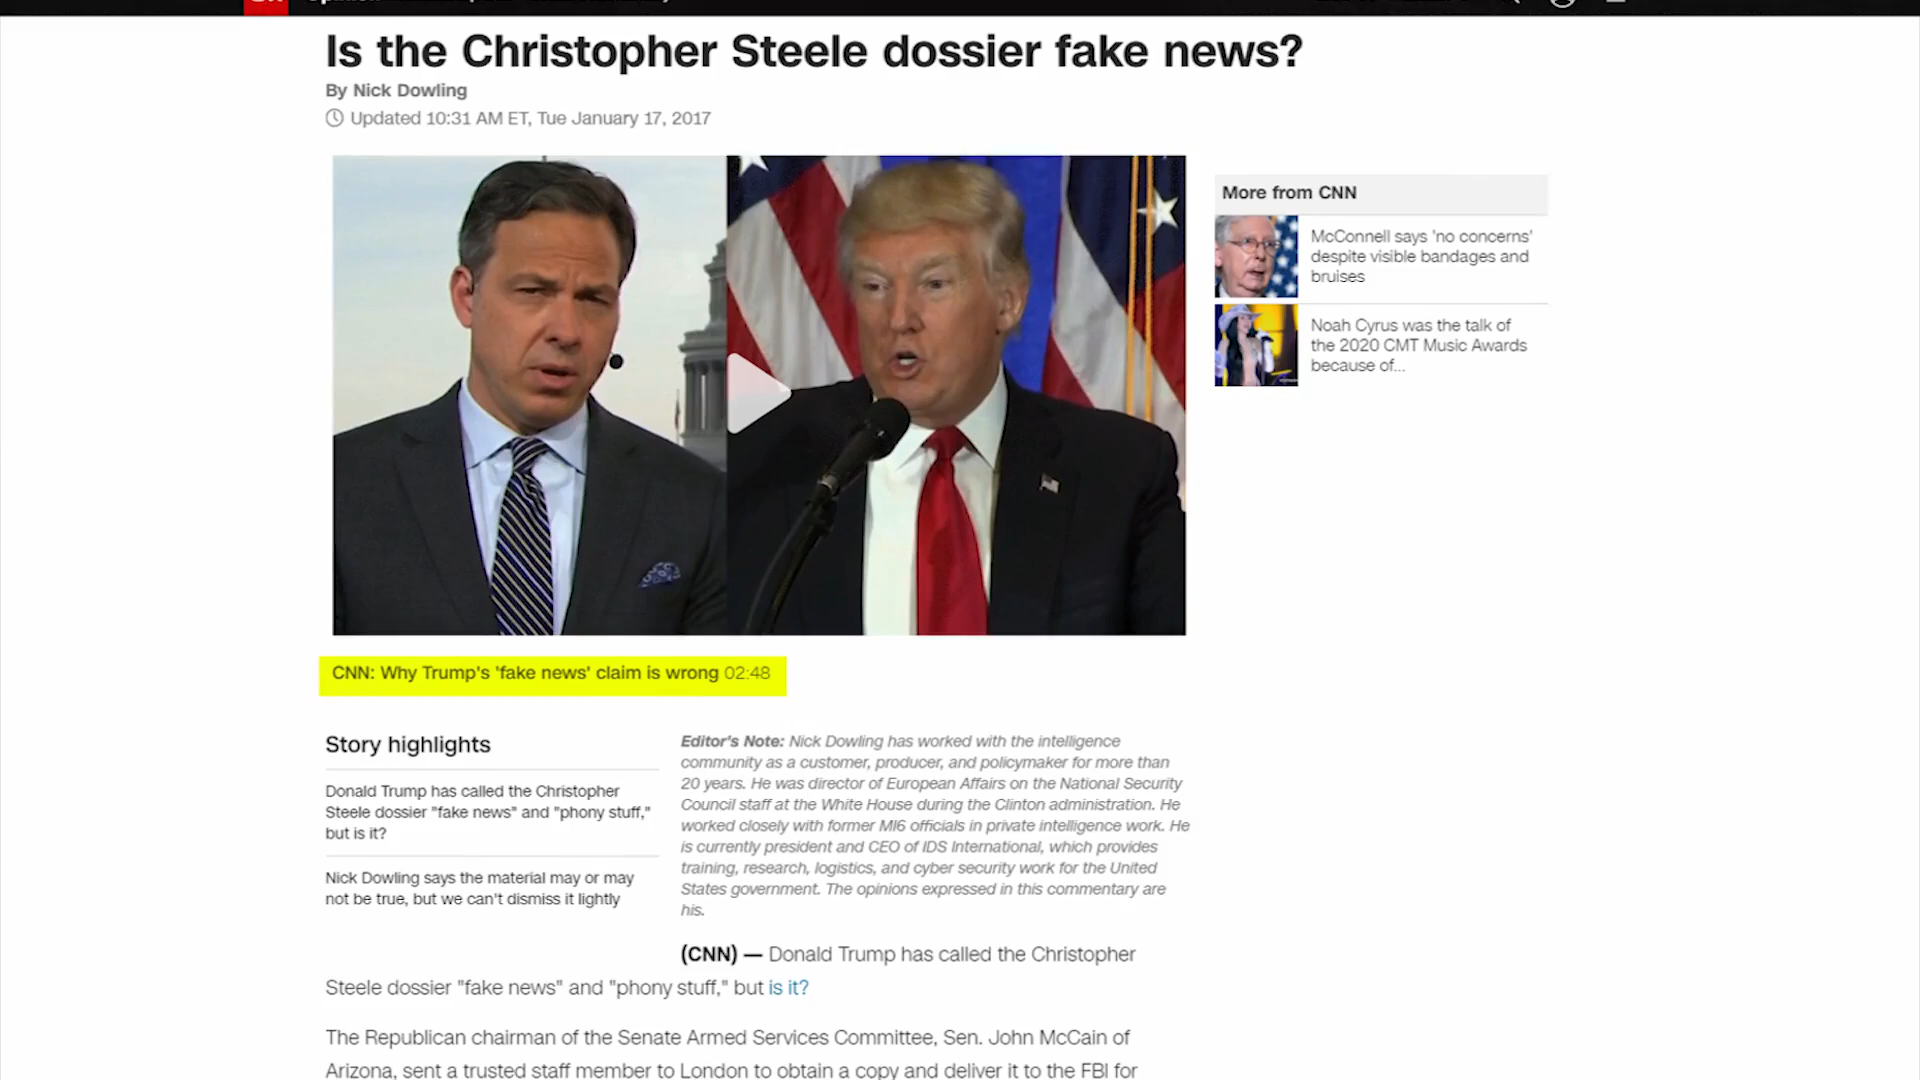 Is the Christopher Steele dossier fake news?
By Nick Dowling
Updated 10:31 AM ET, Tue January 17, 2017
More from CNN
McConnell says 'no concerns'
despite visible bandages and
bruises
Noah Cyrus was the talk of
the 2020 CMT Music Awards
because of...
CNN: Why Trump's 'fake news' claim is wrong 02:48
Story highlights
Donald Trump has called the Christopher
Steele dossier "fake news" and "phony stuff,"
but is it?
Nick Dowling says the material may or may
not be true, but we can't dismiss it lightly
Editor's Note: Nick Dowling has worked with the intelligence
community as a customer, producer, and policymaker for more than
20 years. He was director of European Affairs on the National Security
Council staff at the White House during the Clinton administration. He
worked closely with former MI6 officials in private intelligence work. He
is currently president and CEO of IDS International, which provides
training, research, logistics, and cyber security work for the United
States government. The opinions expressed in this commentary are
his.
(CNN) — Donald Trump has called the Christopher
Steele dossier "fake news" and "phony stuff," but is it?
The Republican chairman of the Senate Armed Services Committee, Sen. John McCain of
Arizona, sent a trusted staff member to London to obtain a copy and deliver it to the FBI for